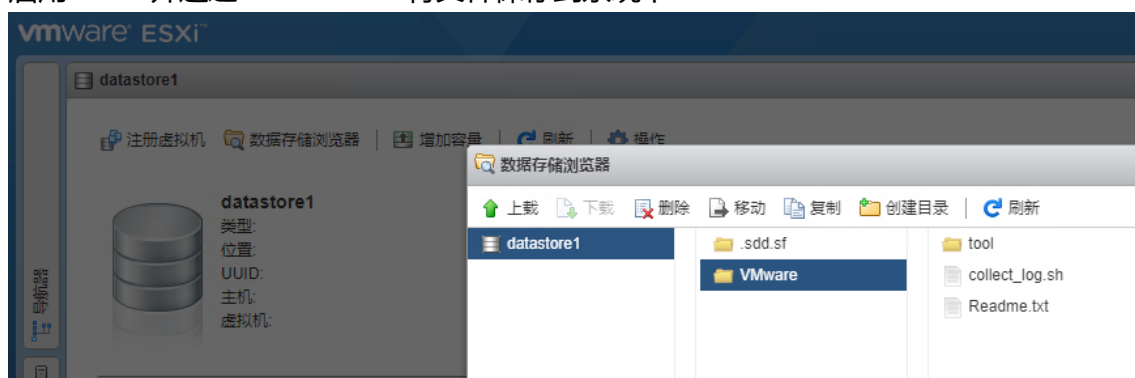 vmware ESXi™
datastore1
注册虚拟机 数据存储浏览器 增加容量 刷新 操作
datastore1
类型:
位置:
UUID:
主机:
虚拟机:
导航器
数据存储浏览器
上载 下载 删除 移动 复制 创建目录 刷新
datastore1 .sdd.sf tool
VMware collect_log.sh
Readme.txt